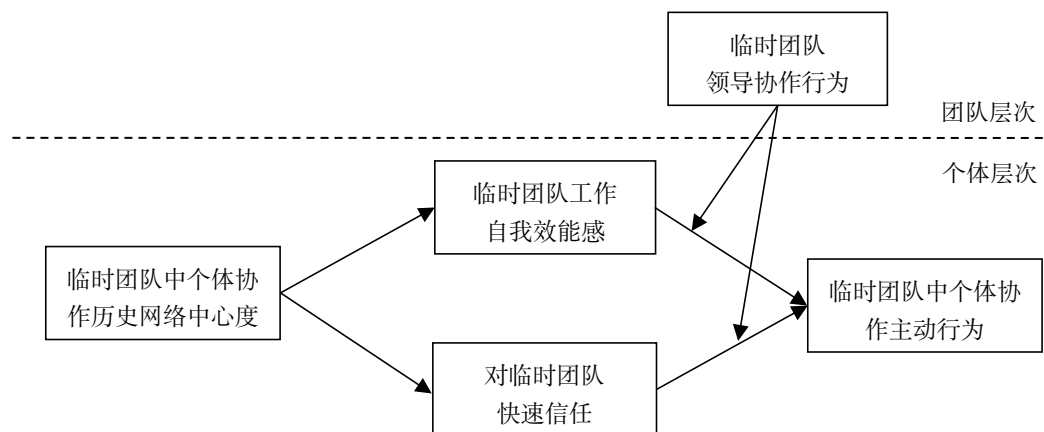 临时团队
领导协作行为
团队层次
个体层次
临时团队工作
自我效能感
临时团队中个体协
作历史网络中心度
临时团队中个体协
作主动行为
对临时团队
快速信任